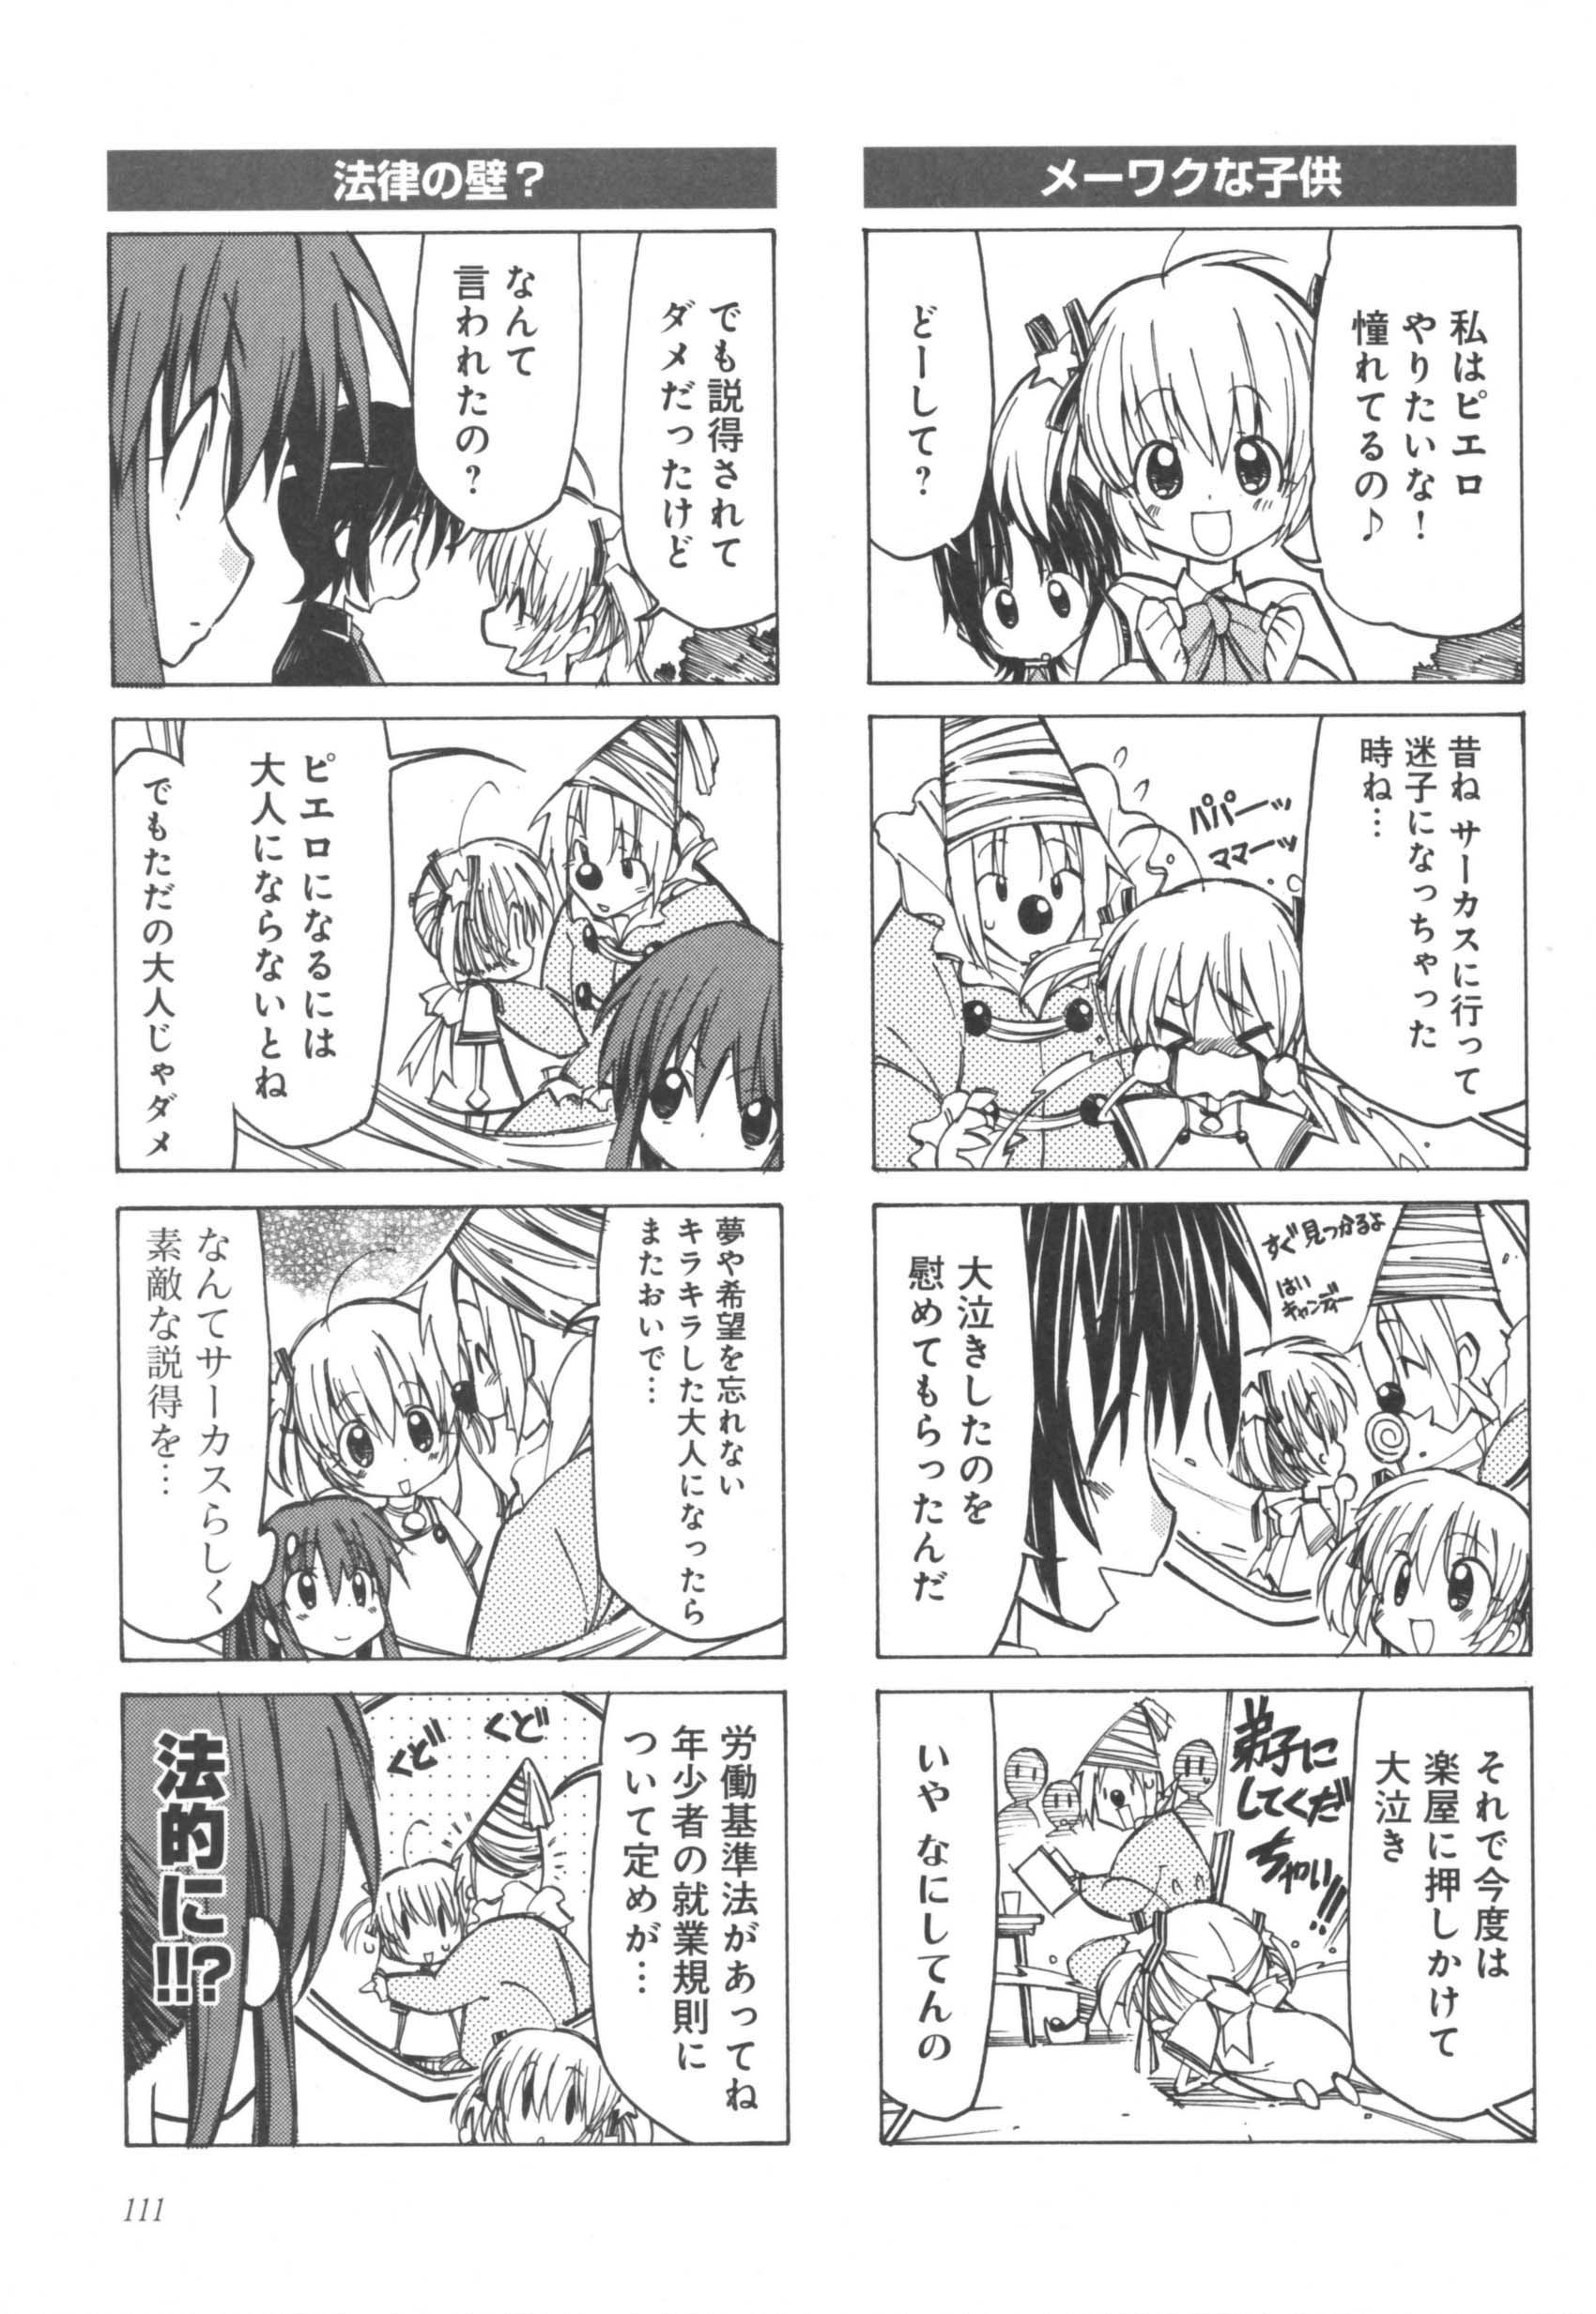 メーワクな子供
私はピエロ
やりたいな！
憧れてるの♪
どーして？
昔ね サーカスに行って
迷子になっちゃった
時ね…
パパーッ
ママーッ
すぐ見つかるよ
はい
キャンディー
大泣きしたのを
慰めてもらったんだ
それで今度は
楽屋に押しかけて
大泣き
弟子に
してくだ
ちゃい!!
いや なにしてんの
法律の壁？
でも説得されて
ダメだったけど
なんて
言われたの？
ピエロになるには
大人にならないとね
でもただの大人じゃダメ
夢や希望を忘れない
キラキラした大人になったら
またおいで…
なんてサーカスらしく
素敵な説得を…
労働基準法があってね
年少者の就業規則に
ついて定めが…
くど
くど
法的に!!?
111